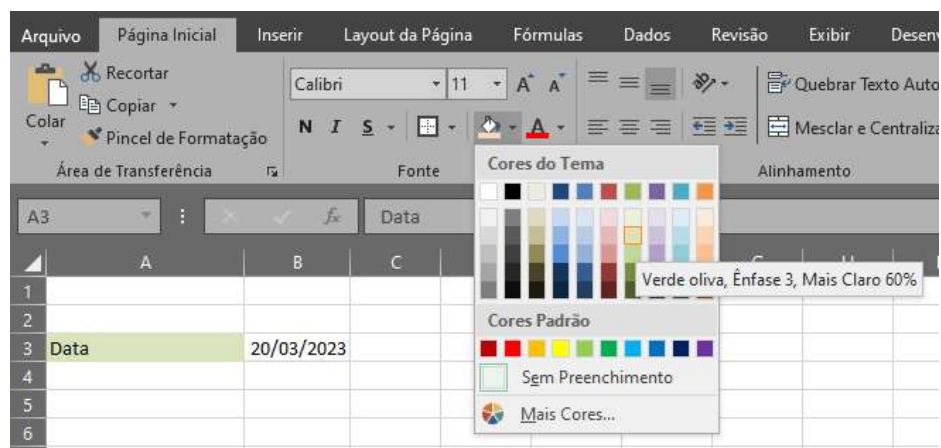 Arquivo Página Inicial Inserir Layout da Página Fórmulas Dados Revisão Exibir Desenv
Recortar
Calibri 11 A A Quebrar Texto Auto
Copiar
Colar
N I S A Mesclar e Centraliza
Pincel de Formatação
Área de Transferência Fonte Alinhamento
Cores do Tema
A3 fx Data
A B C
Verde oliva, Ênfase 3, Mais Claro 60%
1
2
Cores Padrão
3 Data 20/03/2023
4
Sem Preenchimento
5
Mais Cores...
6